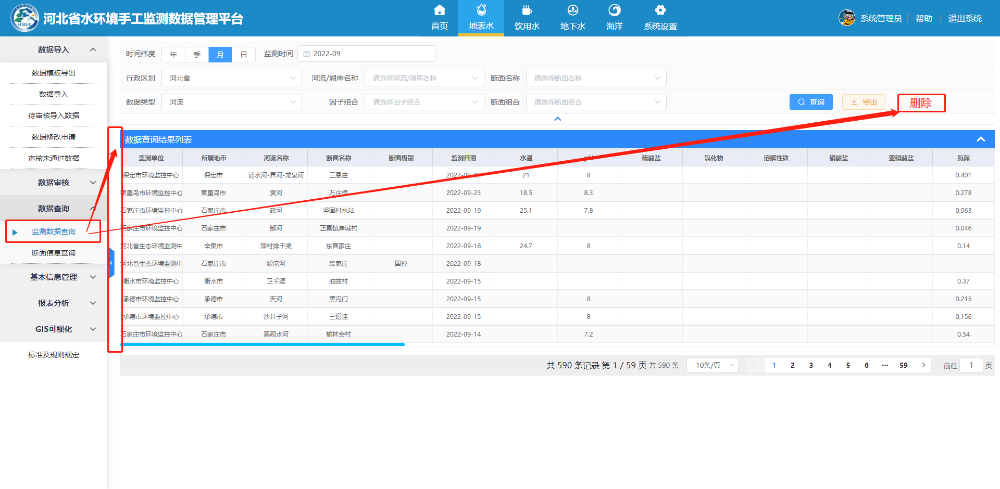 河北省水环境手工监测数据管理平台
首页 地表水 饮用水 地下水 海洋 系统设置
系统管理员 帮助 退出系统
HBEE
数据导入
数据模板导出
数据导入
待审核导入数据
数据修改申请
审核未通过数据
数据审核
数据查询
监测数据查询
断面信息查询
基本信息管理
报表分析
GIS可视化
标准及规则规定
时间纬度 年 季 月 日 监测时间 2022-09
行政区划 河北省 河流/湖库名称 请选择河流/湖库名称 断面名称 请选择断面名称
数据类型 河流 因子组合 请选择因子组合 断面组合 请选择断面组合 查询 导出 删除
数据查询结果列表
监测单位 所属地市 河流名称 断面名称 断面级别 监测日期 水温 pH 硫酸盐 氯化物 溶解性铁 硝酸盐 亚硝酸盐 氨氮
保定市环境监控中心 保定市 清水河-界河-龙泉河 三恩庄 2022-09-23 21 8 0.401
秦皇岛市环境监控中心 秦皇岛市 贾河 万庄桥 2022-09-23 18.5 8.3 0.278
石家庄市环境监控中心 石家庄市 磁河 坚固村水站 2022-09-19 25.1 7.8 0.063
石家庄市环境监控中心 石家庄市 郜河 正莫镇岸城村 2022-09-19 0.046
河北省生态环境监测中 辛集市 邵村排干渠 东曹家庄 2022-09-18 24.7 8 0.14
河北省生态环境监测中 石家庄市 滹沱河 段家庄 国控 2022-09-18
衡水市环境监控中心 衡水市 卫千渠 油故村 2022-09-15 0.37
承德市环境监控中心 承德市 天河 黑沟门 2022-09-15 8 0.215
承德市环境监控中心 承德市 沙井子河 三道洼 2022-09-15 8 0.156
石家庄市环境监控中心 石家庄市 黑砚水河 榆林会村 2022-09-14 7.2 0.54
共 590 条记录 第 1 / 59 页 共 590 条 10条/页 1 2 3 4 5 6 ··· 59 前往 1 页